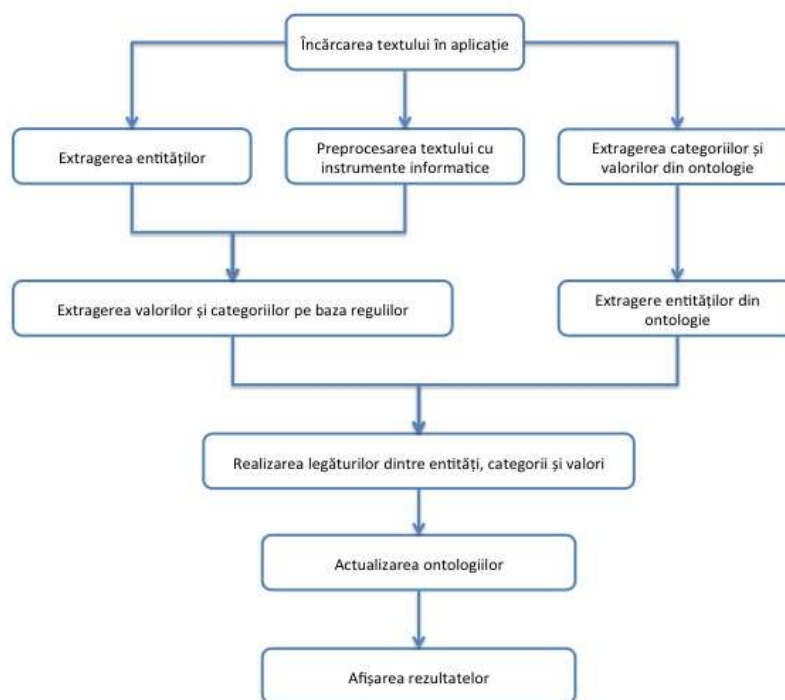 Încărcarea textului în aplicație
Extragerea entităților
Preprocesarea textului cu
instrumente informatice
Extragerea categoriilor și
valorilor din ontologie
Extragerea valorilor și categoriilor pe baza regulilor
Extragere entităților din
ontologie
Realizarea legăturilor dintre entități, categorii și valori
Actualizarea ontologiilor
Afișarea rezultatelor